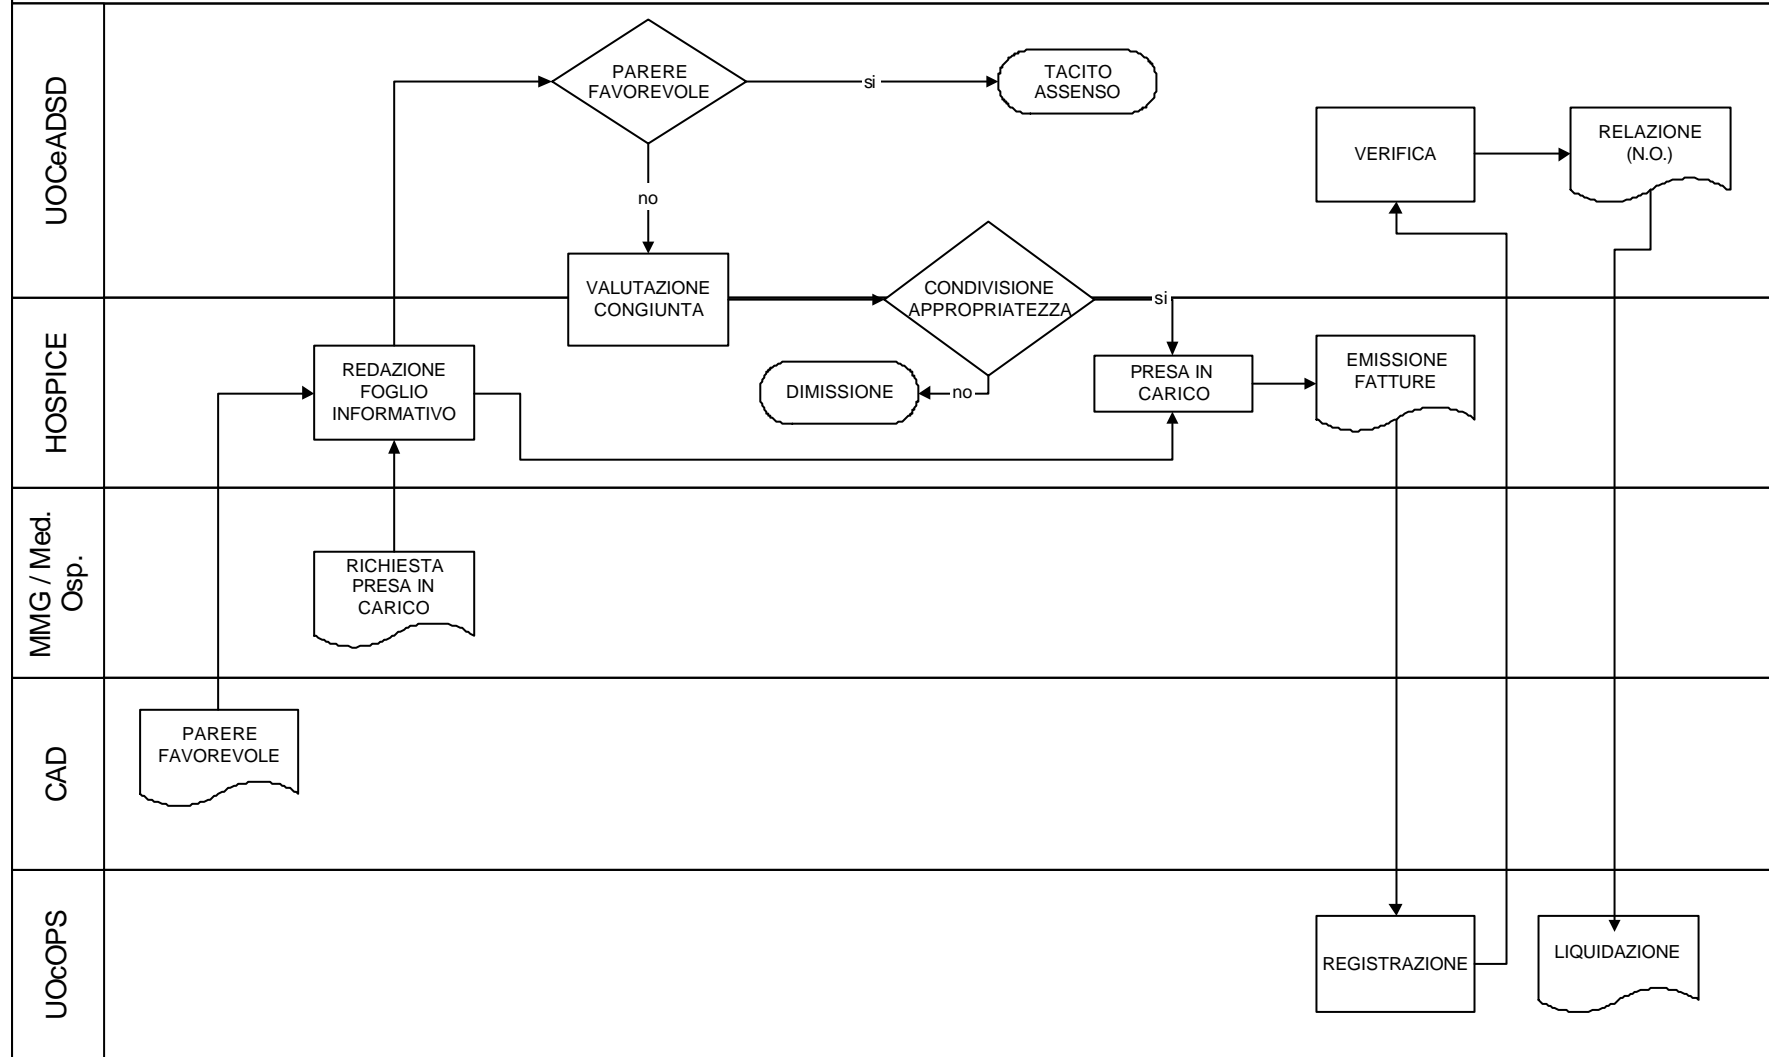 UOCeADSD
PARERE
FAVOREVOLE
si
TACITO
ASSENSO
no
VERIFICA
RELAZIONE
(N.O.)
VALUTAZIONE
CONGIUNTA
CONDIVISIONE
APPROPRIATEZZA
si
HOSPICE
REDAZIONE
FOGLIO
INFORMATIVO
DIMISSIONE
no
PRESA IN
CARICO
EMISSIONE
FATTURE
MMG / Med.
Osp.
RICHIESTA
PRESA IN
CARICO
CAD
PARERE
FAVOREVOLE
UOcOPS
REGISTRAZIONE
LIQUIDAZIONE